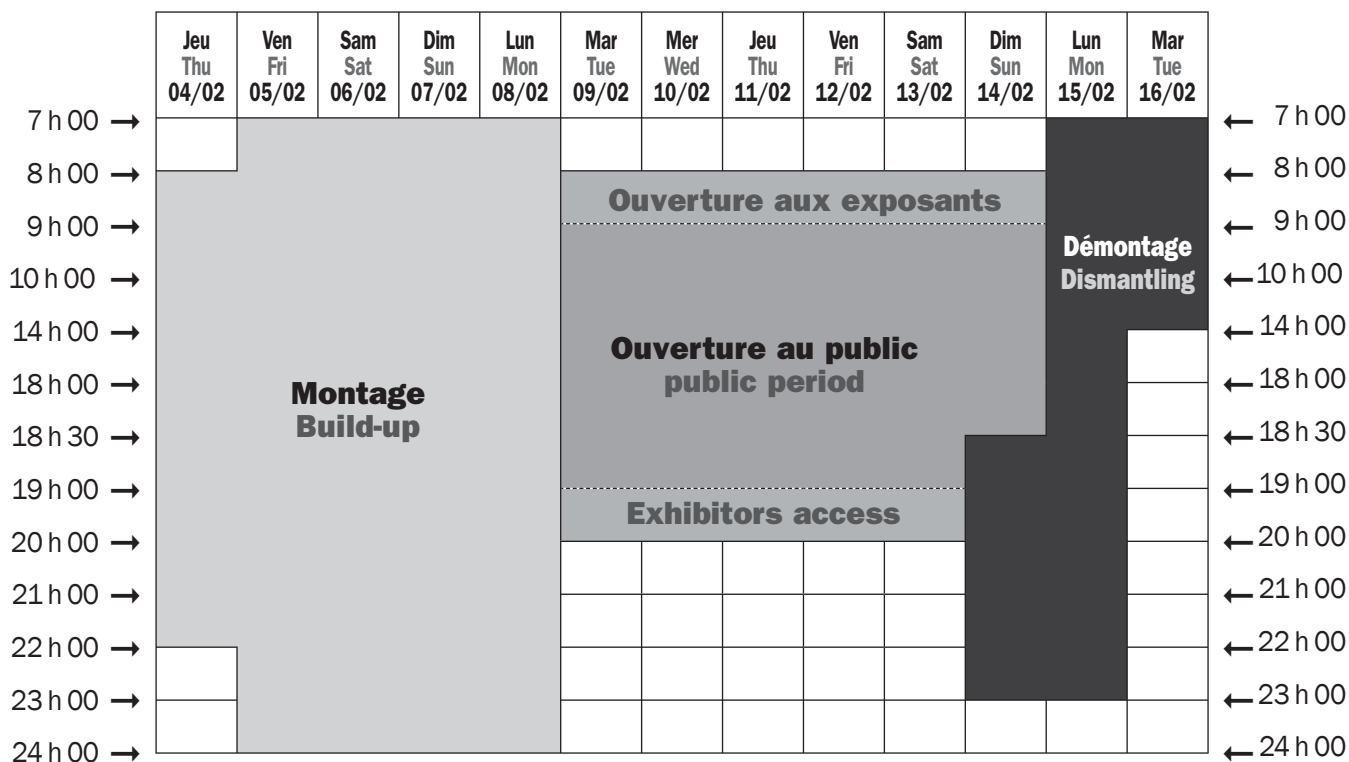 Jeu Ven Sam Dim Lun Mar Mer Jeu Ven Sam Dim Lun Mar
Thu Fri Sat Sun Mon Tue Wed Thu Fri Sat Sun Mon Tue
04/02 05/02 06/02 07/02 08/02 09/02 10/02 11/02 12/02 13/02 14/02 15/02 16/02
7 h 00 → ← 7 h 00
8 h 00 → ← 8 h 00
Ouverture aux exposants
9 h 00 → ← 9 h 00
Démontage
10 h 00 → Dismantling ← 10 h 00
14 h 00 → ← 14 h 00
Ouverture au public
18 h 00 → public period ← 18 h 00
Montage
Build-up
18 h 30 → ← 18 h 30
19 h 00 → ← 19 h 00
Exhibitors access
20 h 00 → ← 20 h 00
21 h 00 → ← 21 h 00
22 h 00 → ← 22 h 00
23 h 00 → ← 23 h 00
24 h 00 → ← 24 h 00